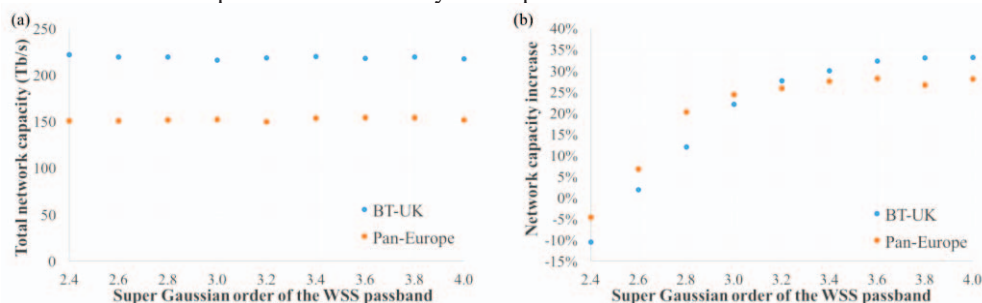 (a)
250
200
150
100
50
0
Total network capacity (Tb/s)
BT-UK
Pan-Europe
2.4 2.6 2.8 3.0 3.2 3.4 3.6 3.8 4.0
Super Gaussian order of the WSS passband
(b)
40%
35%
30%
25%
20%
15%
10%
5%
0%
-5%
-10%
-15%
Network capacity increase
BT-UK
Pan-Europe
2.4 2.6 2.8 3.0 3.2 3.4 3.6 3.8 4.0
Super Gaussian order of the WSS passband